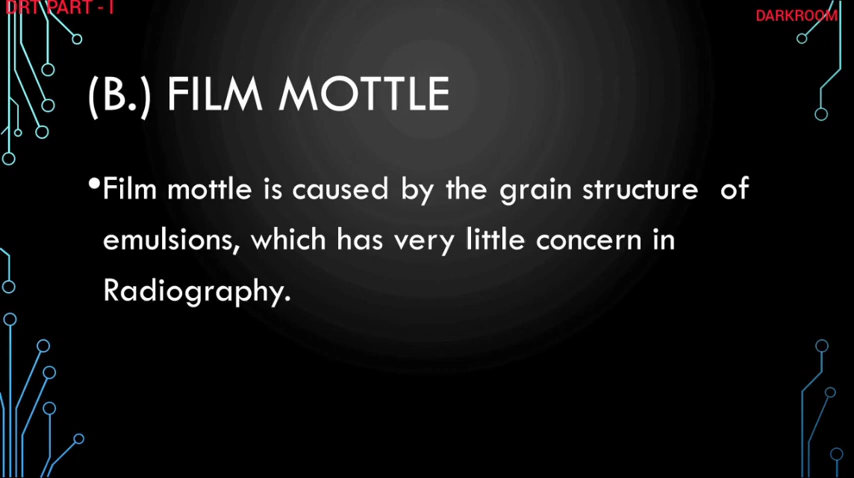 DRT PART - I
DARKROOM
(B.) FILM MOTTLE
•Film mottle is caused by the grain structure of
emulsions, which has very little concern in
Radiography.